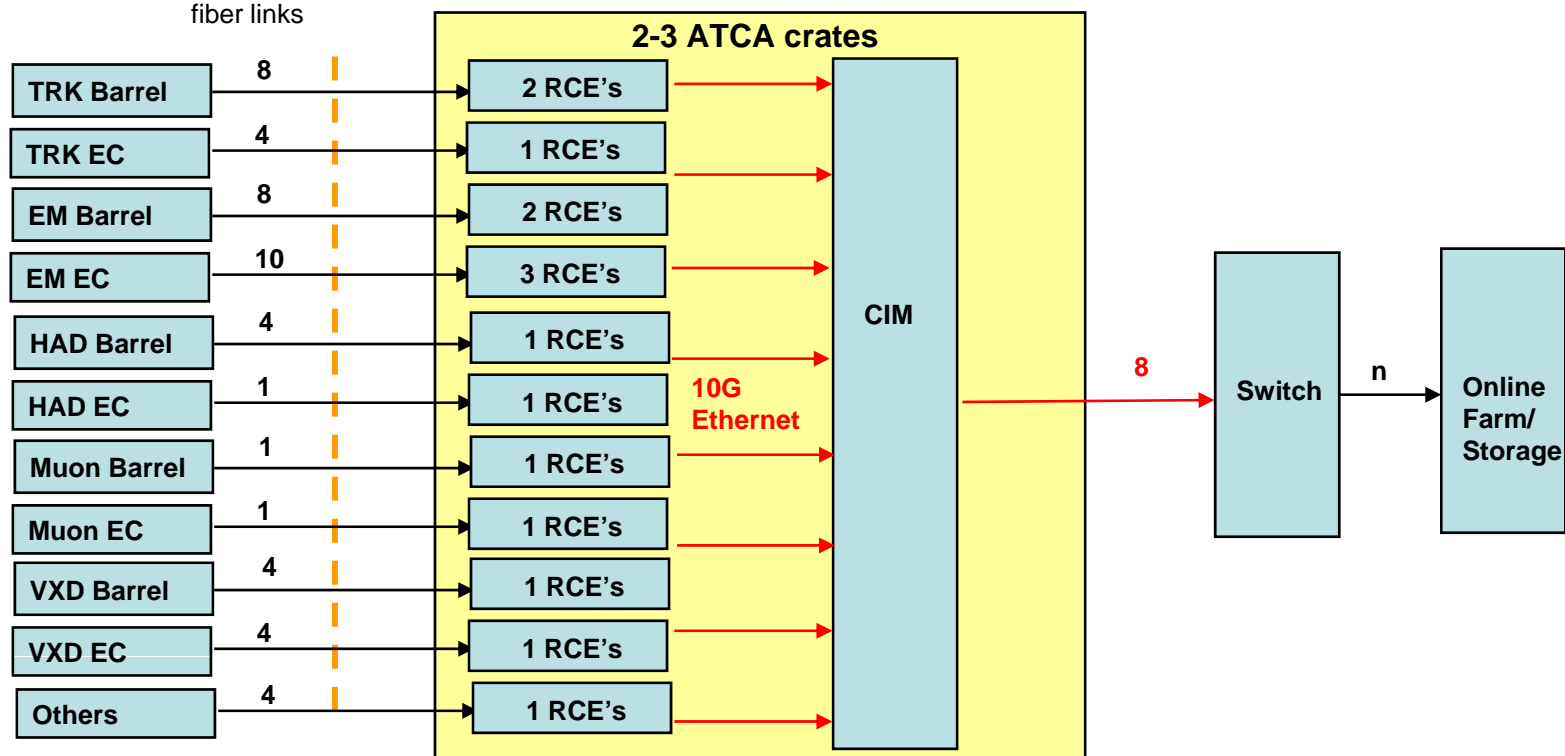 fiber links
2-3 ATCA crates
TRK Barrel
8
2 RCE's
TRK EC
4
1 RCE's
EM Barrel
8
2 RCE's
EM EC
10
3 RCE's
HAD Barrel
4
1 RCE's
HAD EC
1
1 RCE's
Muon Barrel
1
1 RCE's
Muon EC
1
1 RCE's
VXD Barrel
4
1 RCE's
VXD EC
4
1 RCE's
Others
4
1 RCE's
10G
Ethernet
CIM
8
Switch
n
Online
Farm/
Storage